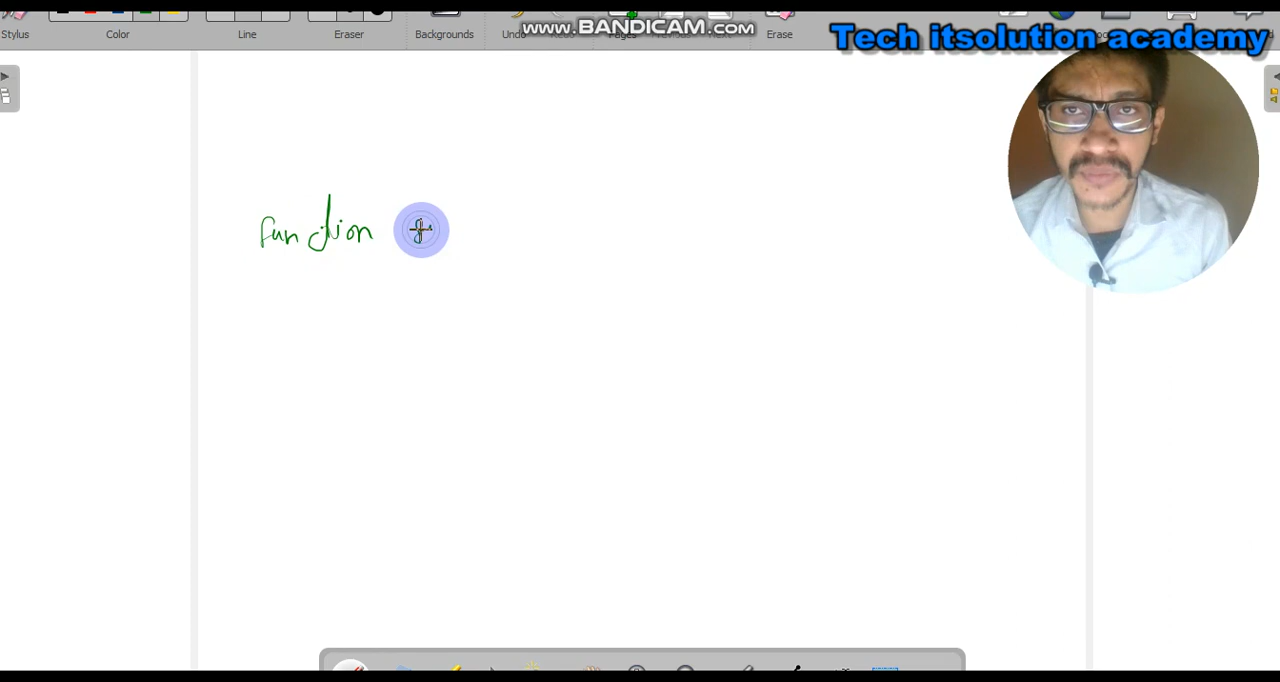 www.BANDICAM.com
Tech itsolution academy
Stylus Color Line Eraser Backgrounds Undo Erase
function